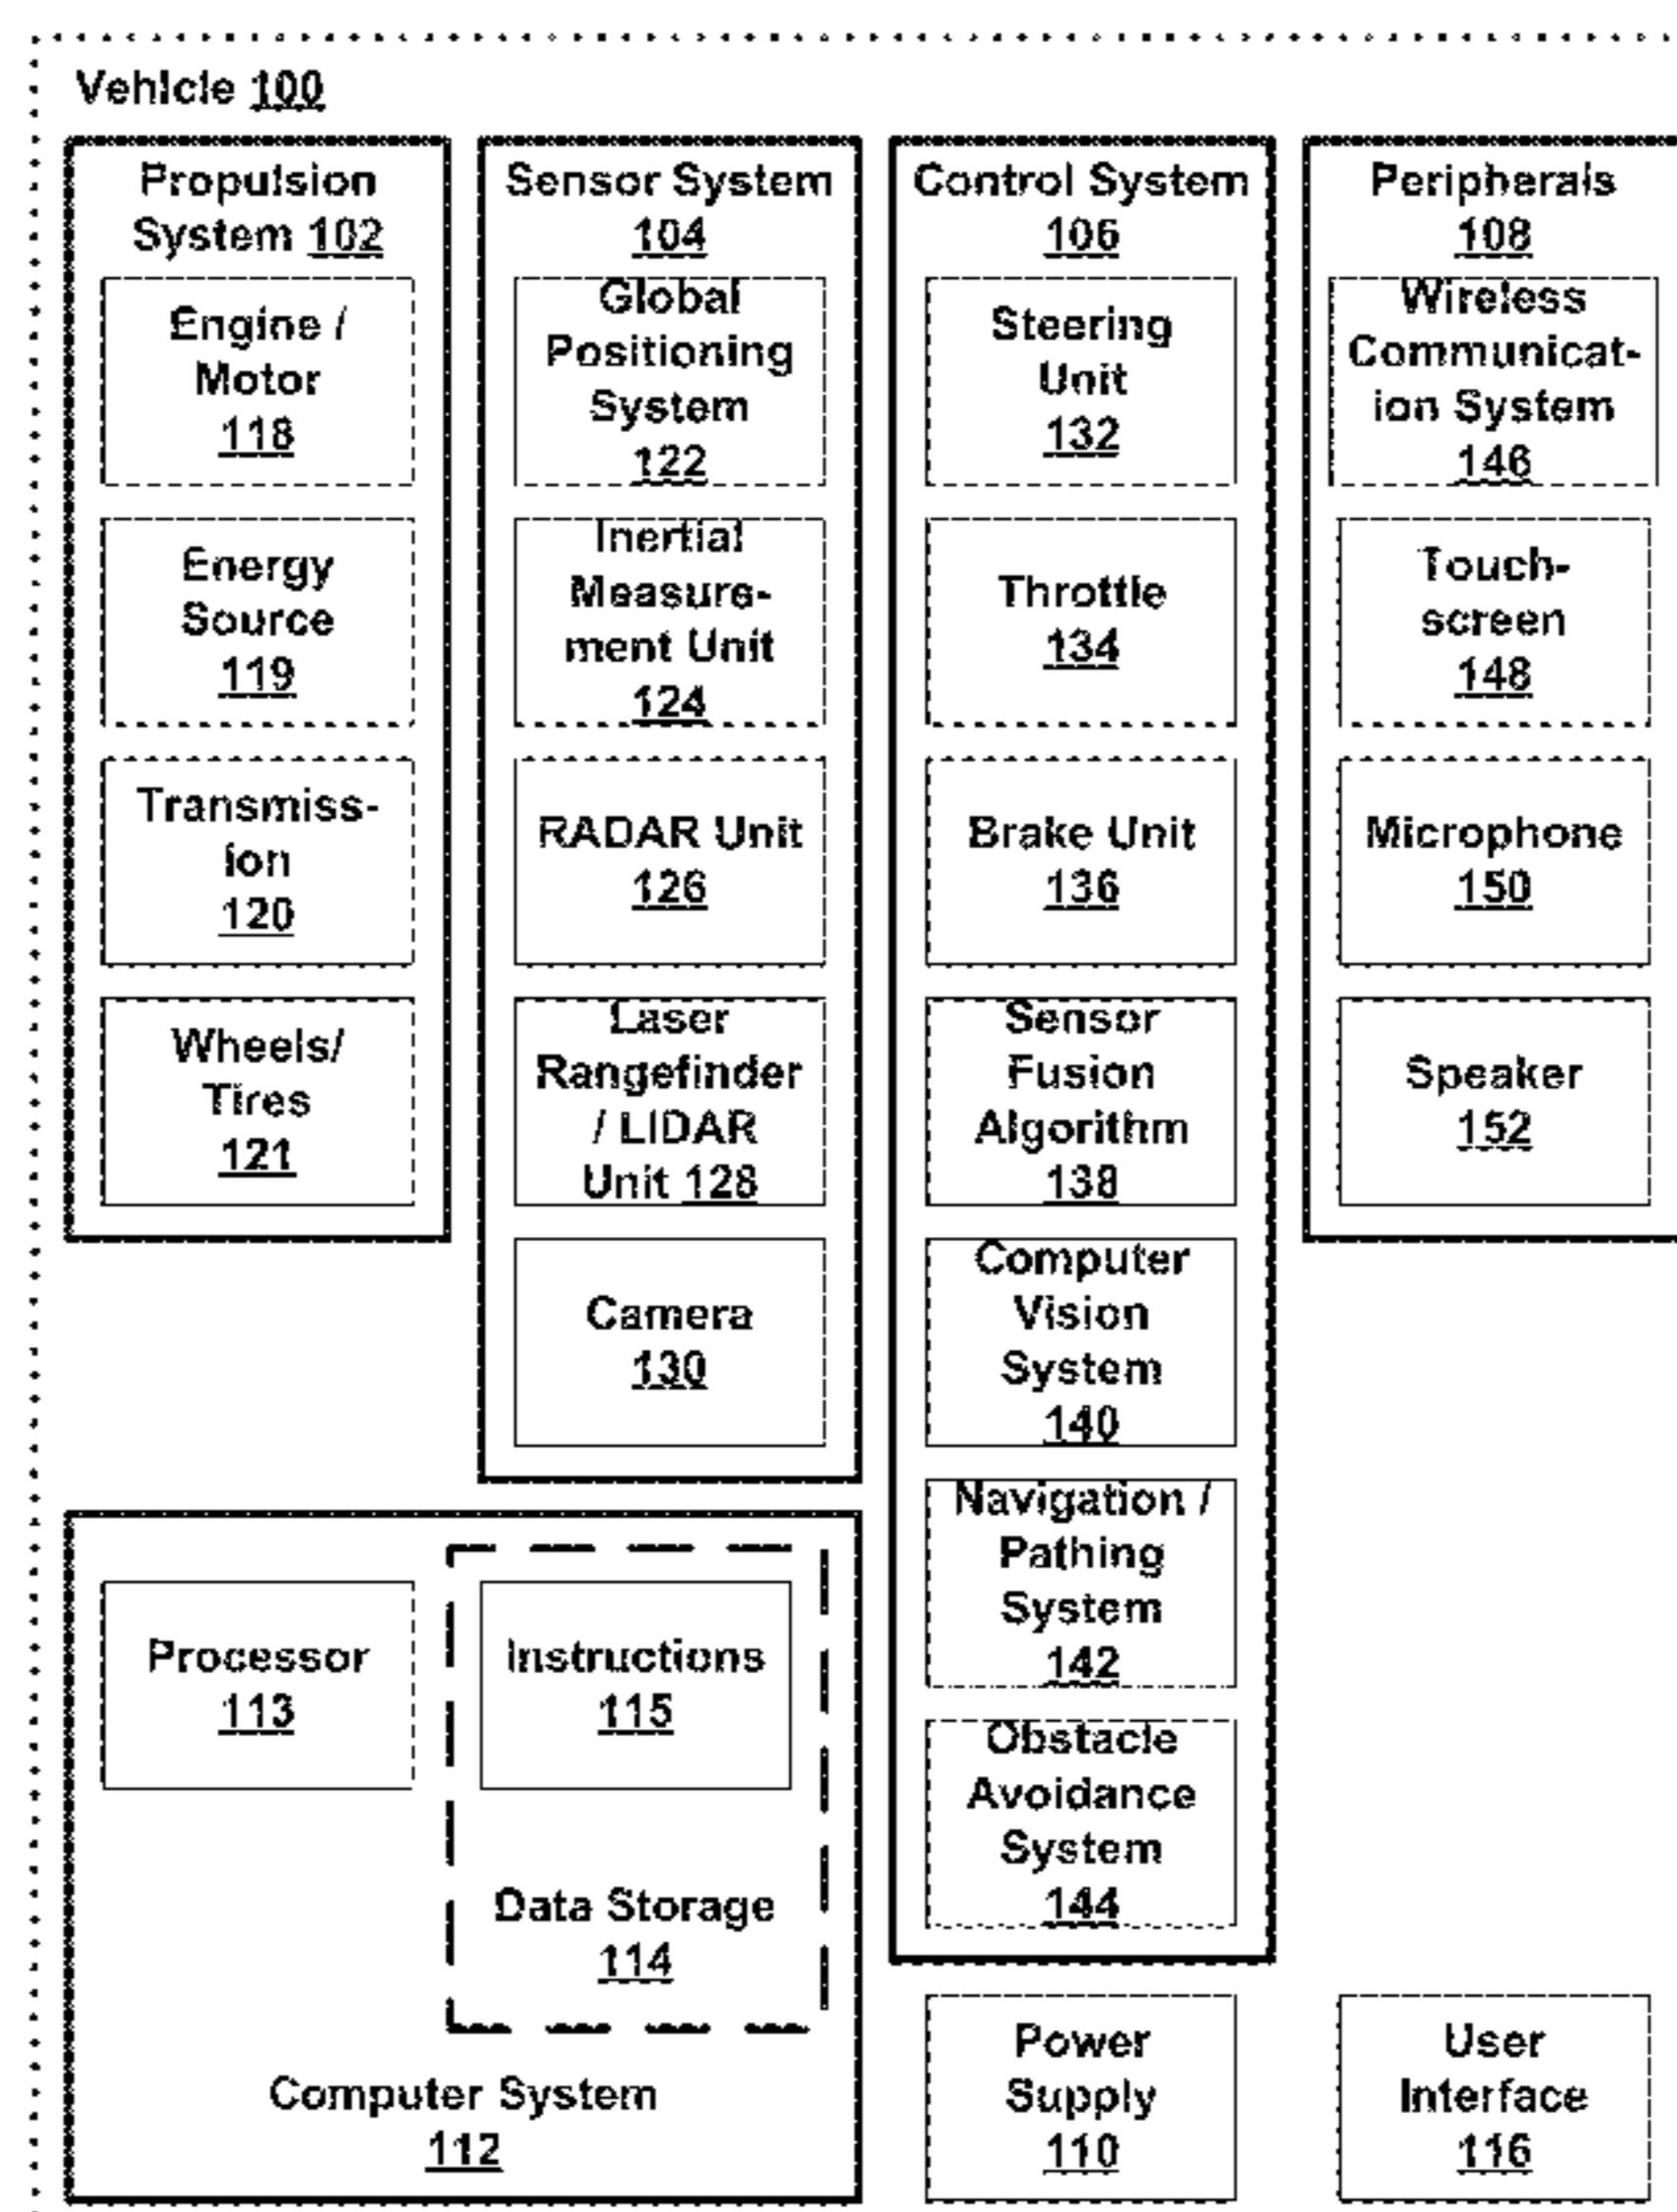 Vehicle 100
Propulsion
System 102
Engine /
Motor
118
Energy
Source
119
Transmiss-
ion
120
Wheels/
Tires
121
Sensor System
104
Global
Positioning
System
122
Inertial
Measure-
ment Unit
124
RADAR Unit
126
Laser
Rangefinder
/ LIDAR
Unit 128
Camera
130
Control System
106
Steering
Unit
132
Throttle
134
Brake Unit
136
Sensor
Fusion
Algorithm
138
Computer
Vision
System
140
Navigation /
Pathing
System
142
Obstacle
Avoidance
System
144
Peripherals
108
Wireless
Communicat-
ion System
146
Touch-
screen
148
Microphone
150
Speaker
152
Processor
113
Instructions
115
Data Storage
114
Computer System
112
Power
Supply
110
User
Interface
116